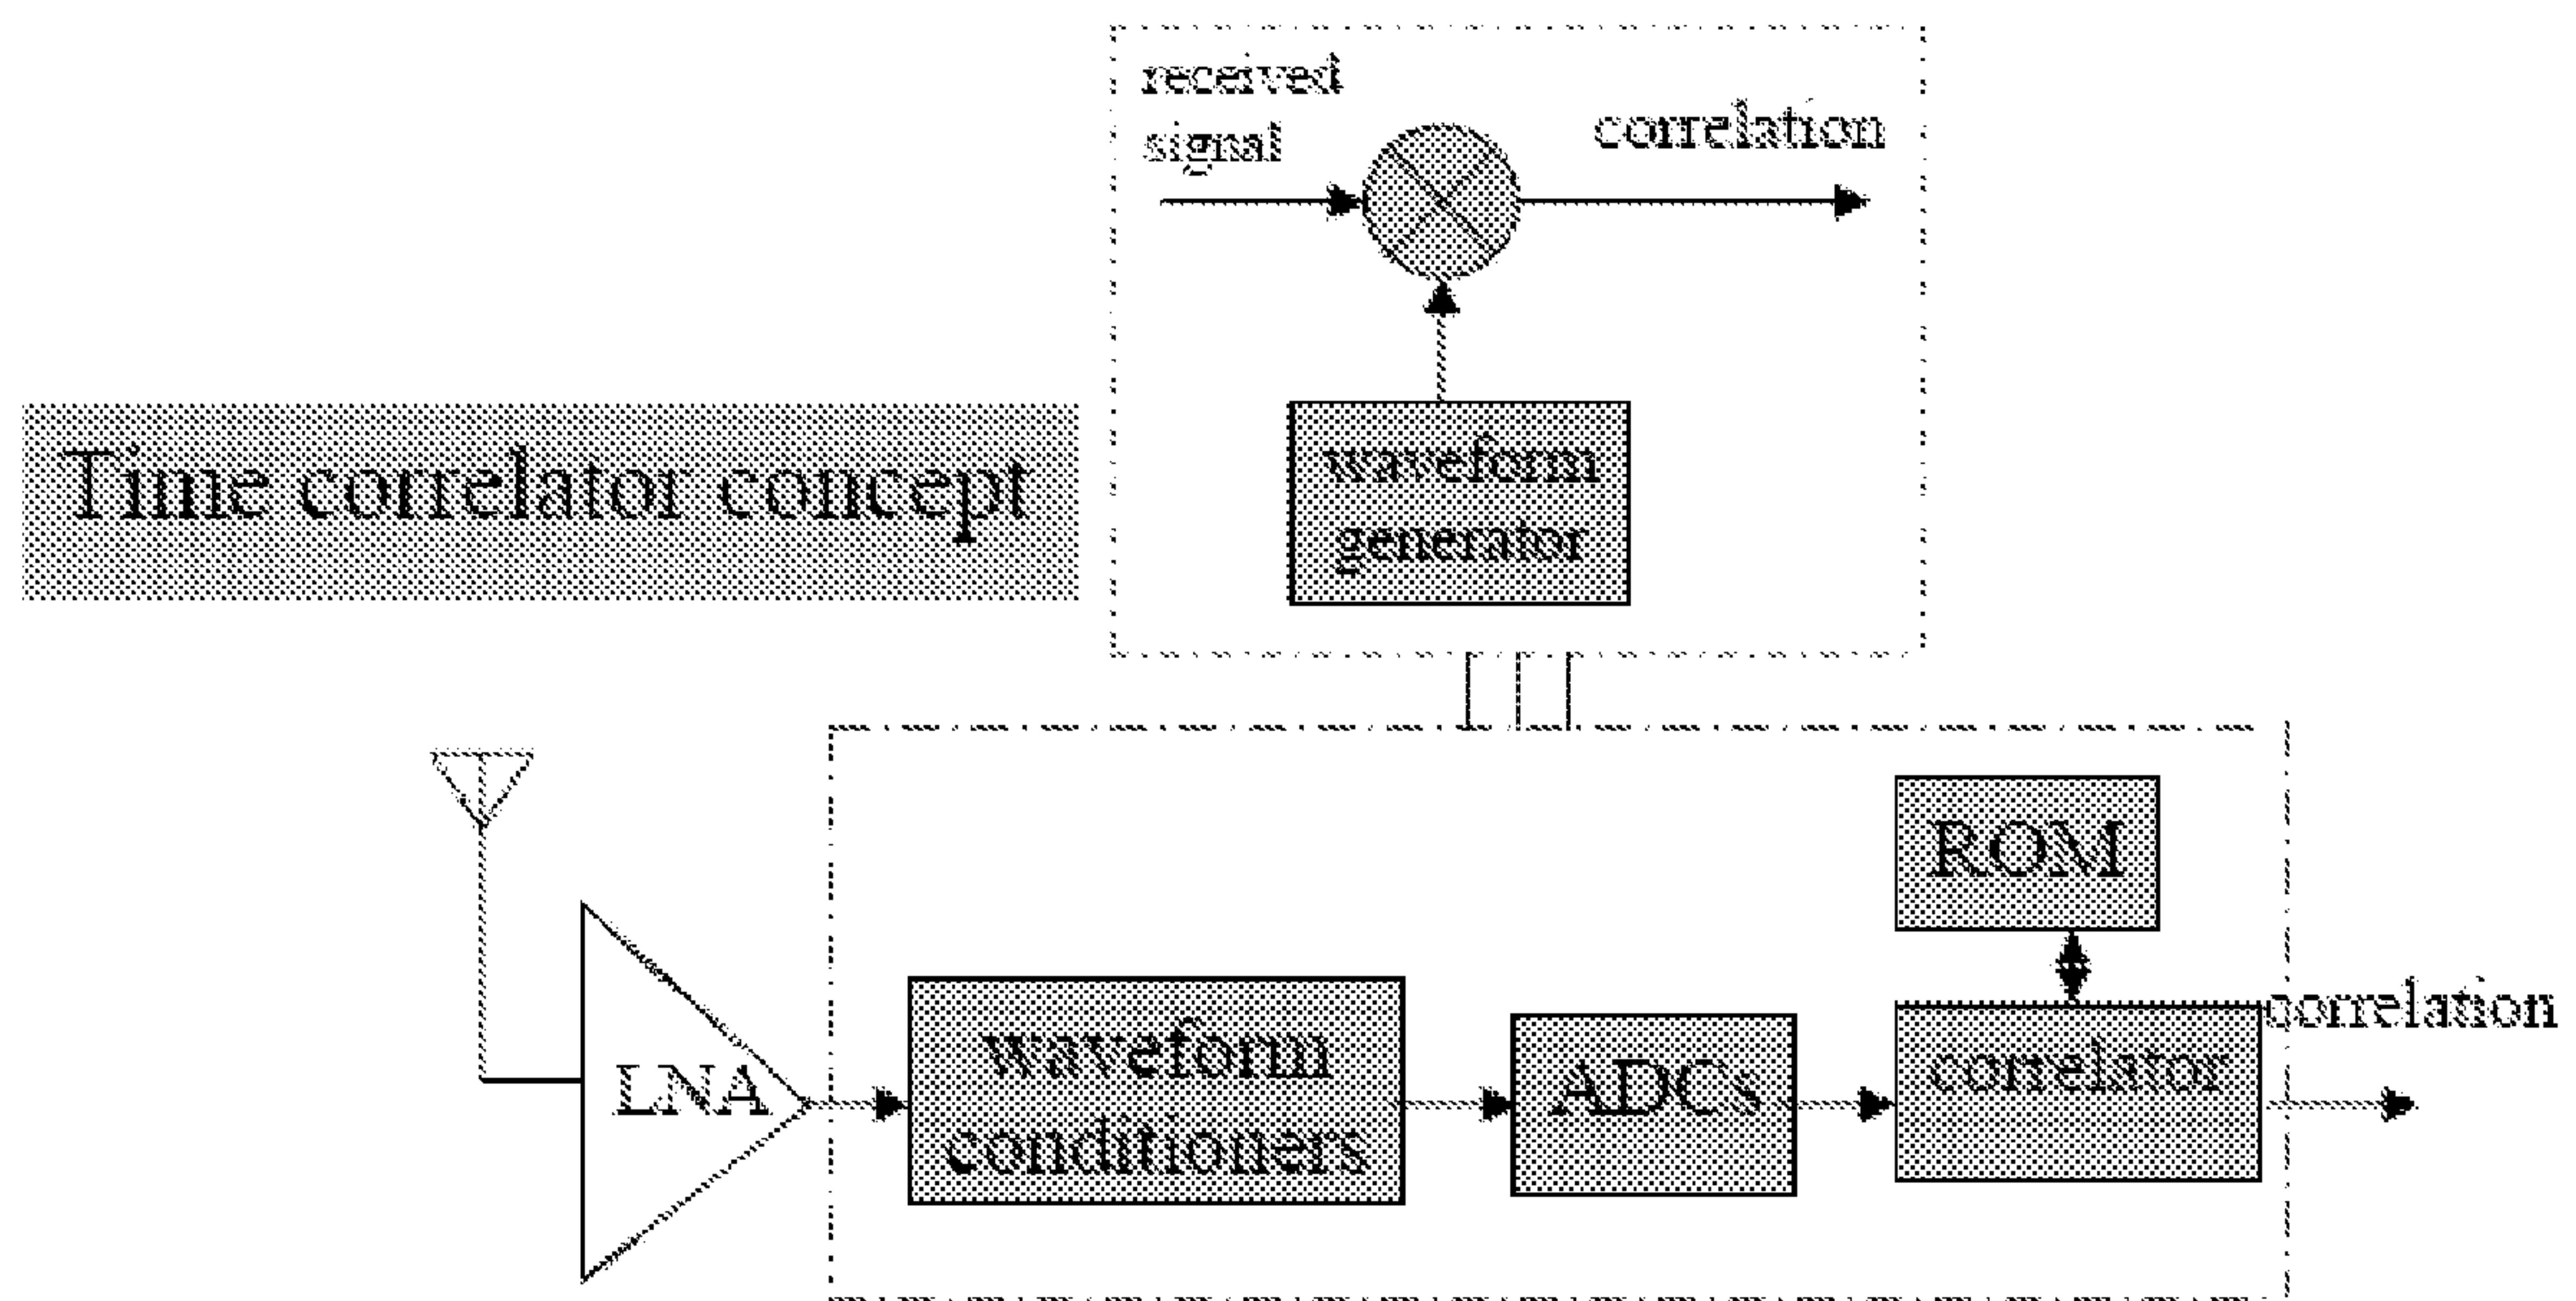 received
signal
correlation
waveform
generator
Time correlator concept
ROM
correlation
LNA
waveform
conditioners
ADCs
correlator